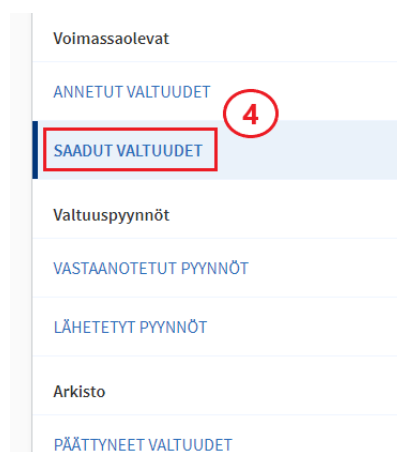 Voimassaolevat
ANNETUT VALTUUDET
4
SAADUT VALTUUDET
Valtuuspyynnöt
VASTAANOTETUT PYYNNÖT
LÄHETETYT PYYNNÖT
Arkisto
PÄÄTTYNEET VALTUUDET